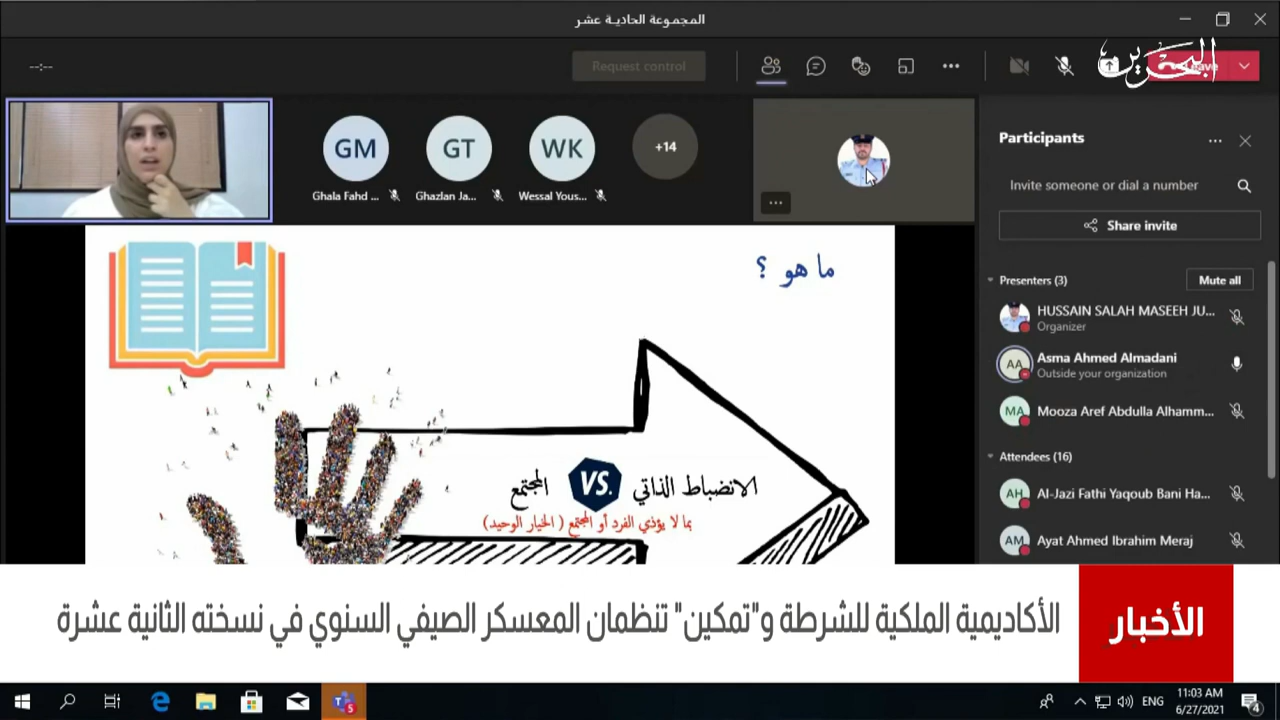 المجموعة الحادية عشر
--:--
Request control
Leave
البحرين
GM
GT
WK
+14
Ghala Fahd ...
Ghazlan Ja...
Wessal Yous...
Participants
Invite someone or dial a number
Share invite
Presenters (3)
Mute all
HUSSAIN SALAH MASEEH JU...
Organizer
AA
Asma Ahmed Almadani
Outside your organization
MA
Mooza Aref Abdulla Alhamm...
Attendees (16)
AH
Al-Jazi Fathi Yaqoub Bani Ha...
AM
Ayat Ahmed Ibrahim Meraj
ما هو ؟
الانضباط الذاتي VS. المجتمع
بما لا يؤذي الفرد أو المجتمع ( الخيار الوحيد)
الأخبار
الأكاديمية الملكية للشرطة و"تمكين" تنظمان المعسكر الصيفي السنوي في نسخته الثانية عشرة
ENG
11:03 AM
6/27/2021
4